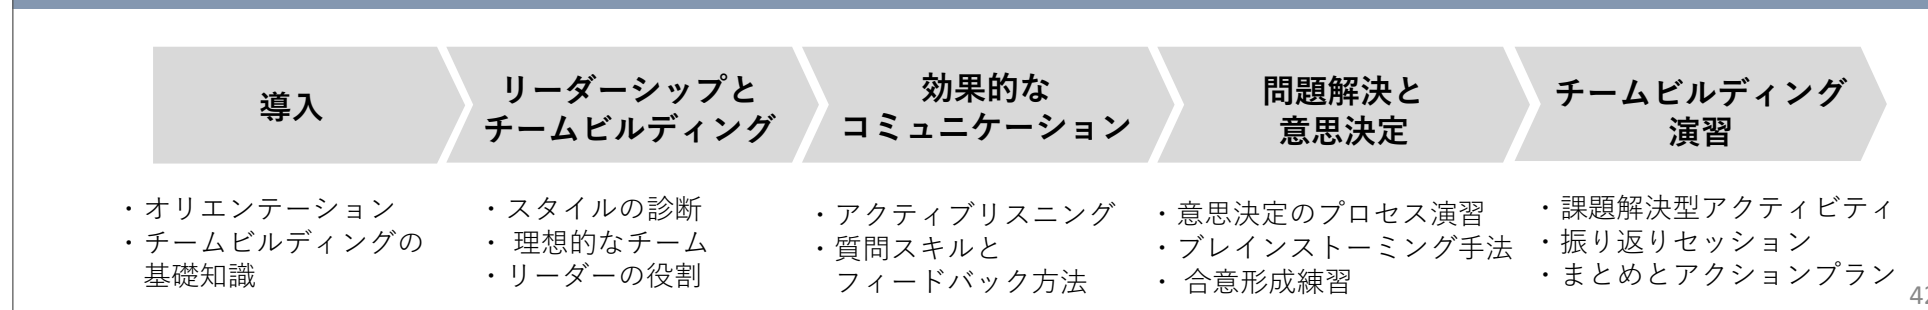 導入
リーダーシップと
チームビルディング
効果的な
コミュニケーション
問題解決と
意思決定
チームビルディング
演習
・オリエンテーション
・チームビルディングの
基礎知識
・スタイルの診断
・ 理想的なチーム
・リーダーの役割
・アクティブリスニング
・質問スキルと
フィードバック方法
・意思決定のプロセス演習
・ブレインストーミング手法
・ 合意形成練習
・課題解決型アクティビティ
・振り返りセッション
・まとめとアクションプラン
42